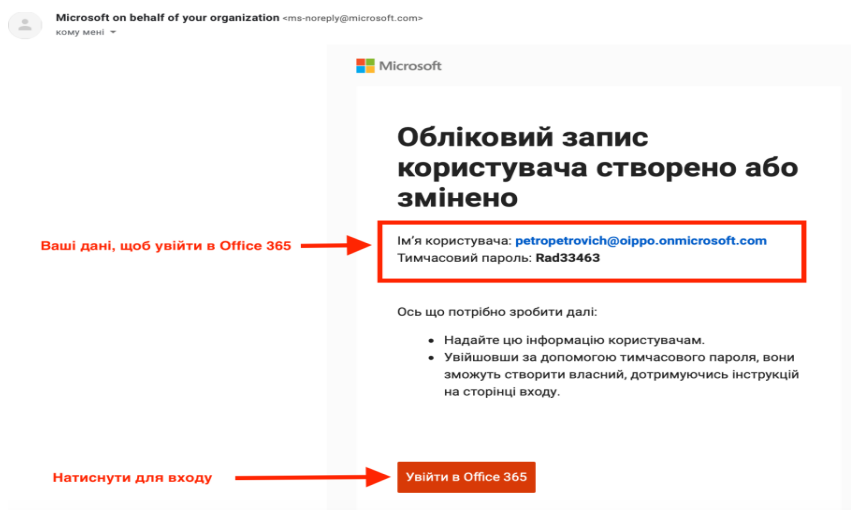 Microsoft on behalf of your organization <ms-noreply@microsoft.com>
кому мені
Microsoft
Обліковий запис
користувача створено або
змінено
Ваші дані, щоб увійти в Office 365
Ім’я користувача: petropetrovich@oippo.onmicrosoft.com
Тимчасовий пароль: Rad33463
Ось що потрібно зробити далі:
• Надайте цю інформацію користувачам.
• Увійшовши за допомогою тимчасового пароля, вони
зможуть створити власний, дотримуючись інструкцій
на сторінці входу.
Натиснути для входу
Увійти в Office 365